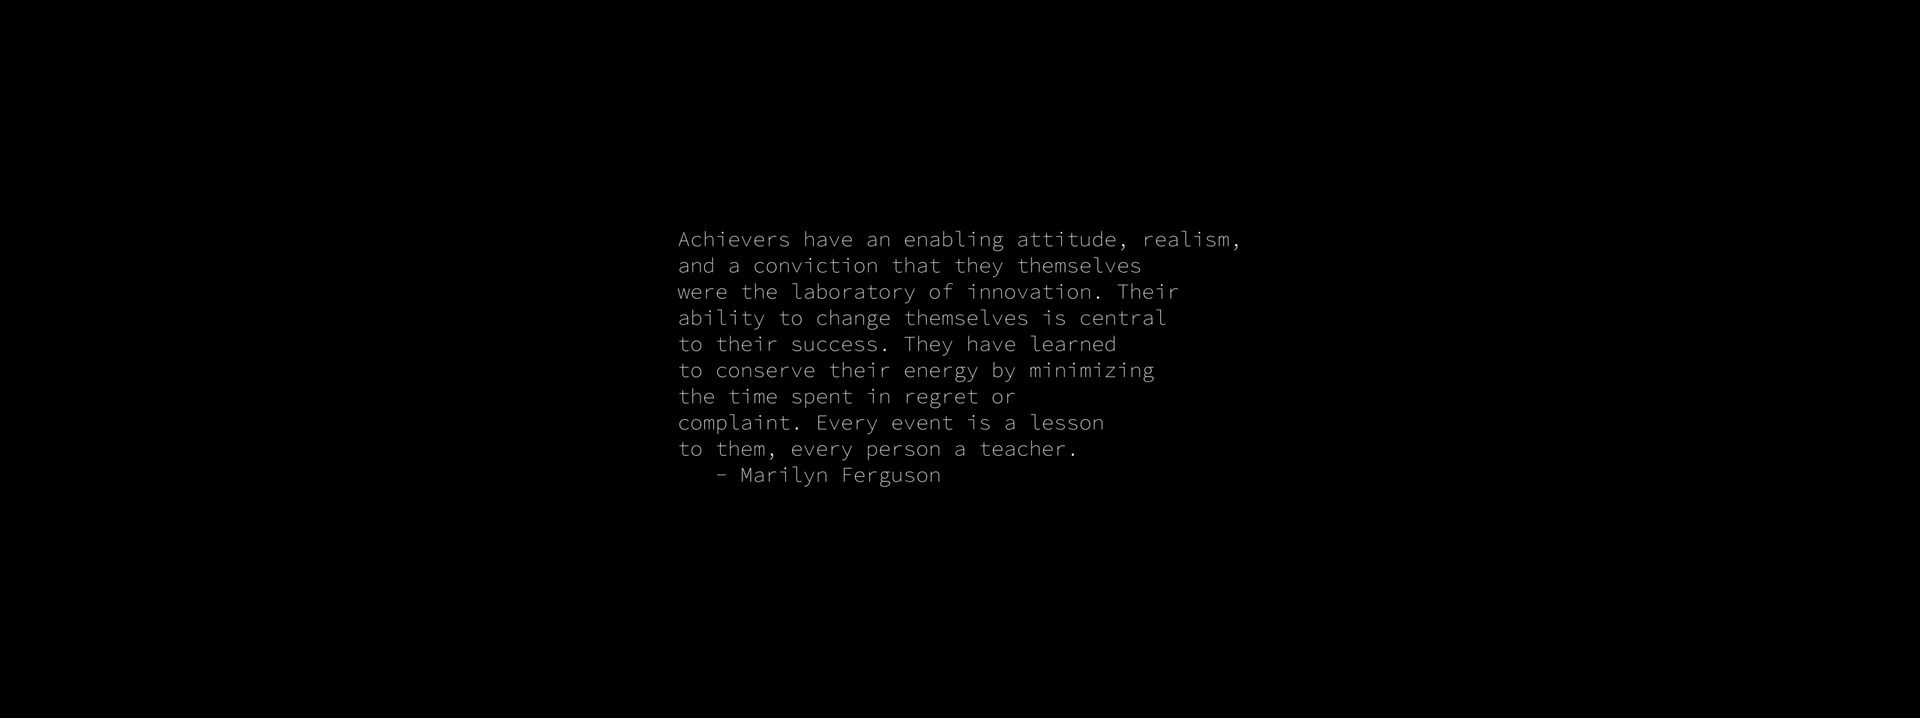 Achievers have an enabling attitude, realism,
and a conviction that they themselves
were the laboratory of innovation. Their
ability to change themselves is central
to their success. They have learned
to conserve their energy by minimizing
the time spent in regret or
complaint. Every event is a lesson
to them, every person a teacher.
– Marilyn Ferguson